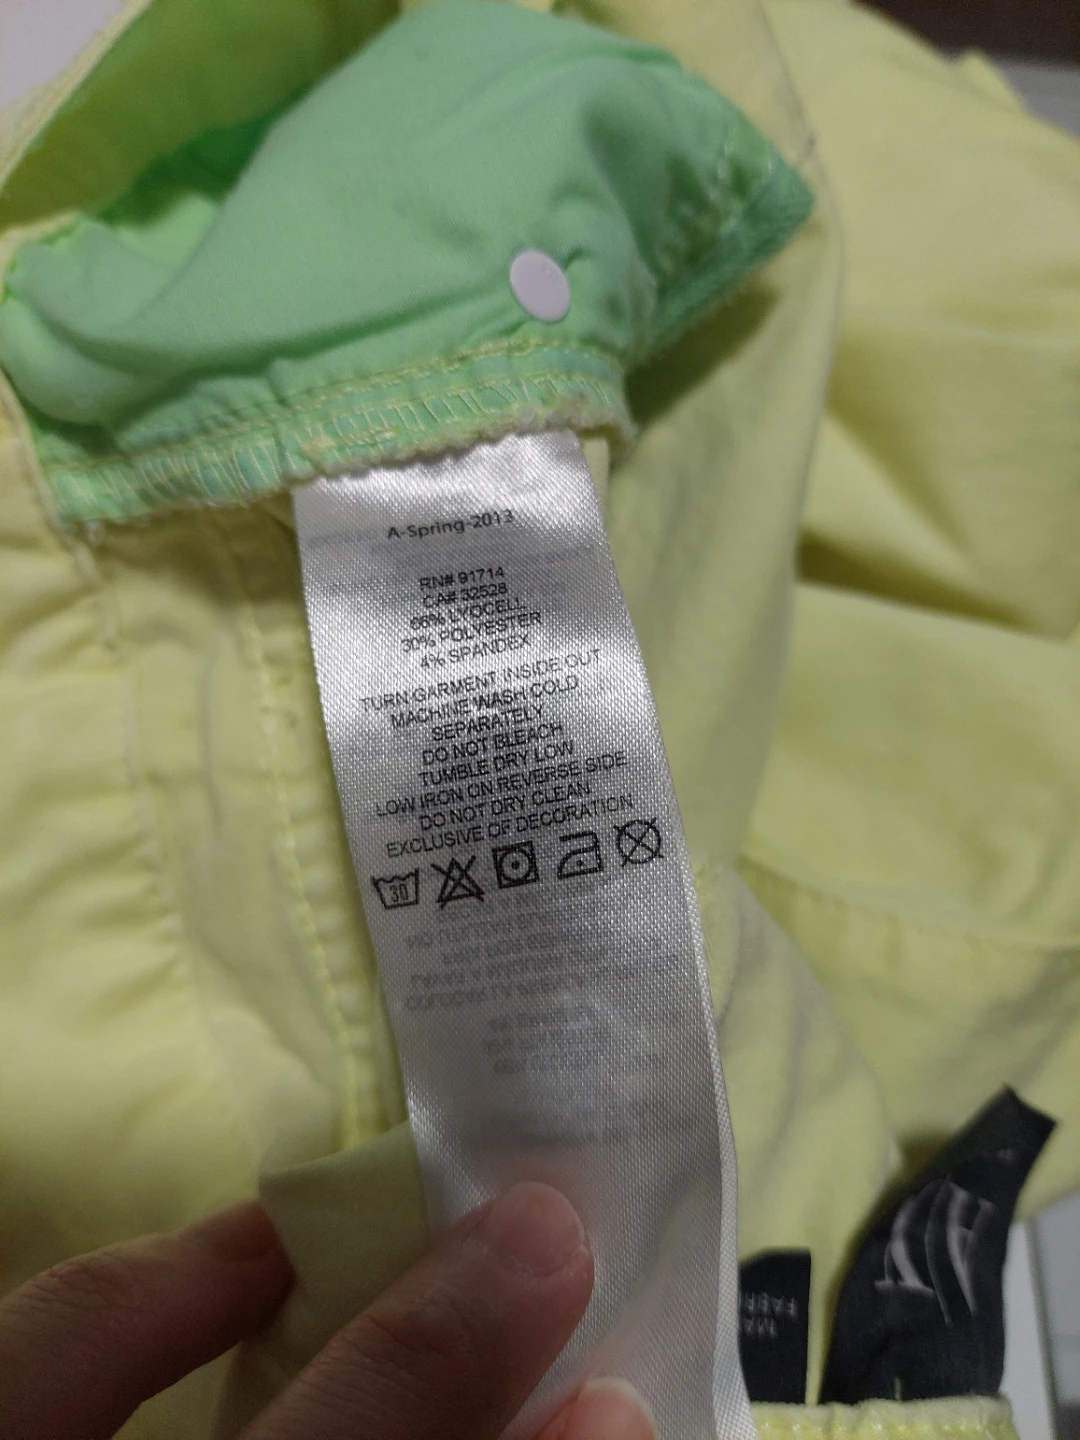 A-Spring-2013
RN# 91714
CA# 32528
66% LYOCELL
30% POLYESTER
4% SPANDEX
TURN GARMENT INSIDE OUT
MACHINE WASH COLD
SEPARATELY
DO NOT BLEACH
TUMBLE DRY LOW
LOW IRON ON REVERSE SIDE
DO NOT DRY CLEAN
EXCLUSIVE OF DECORATION
30